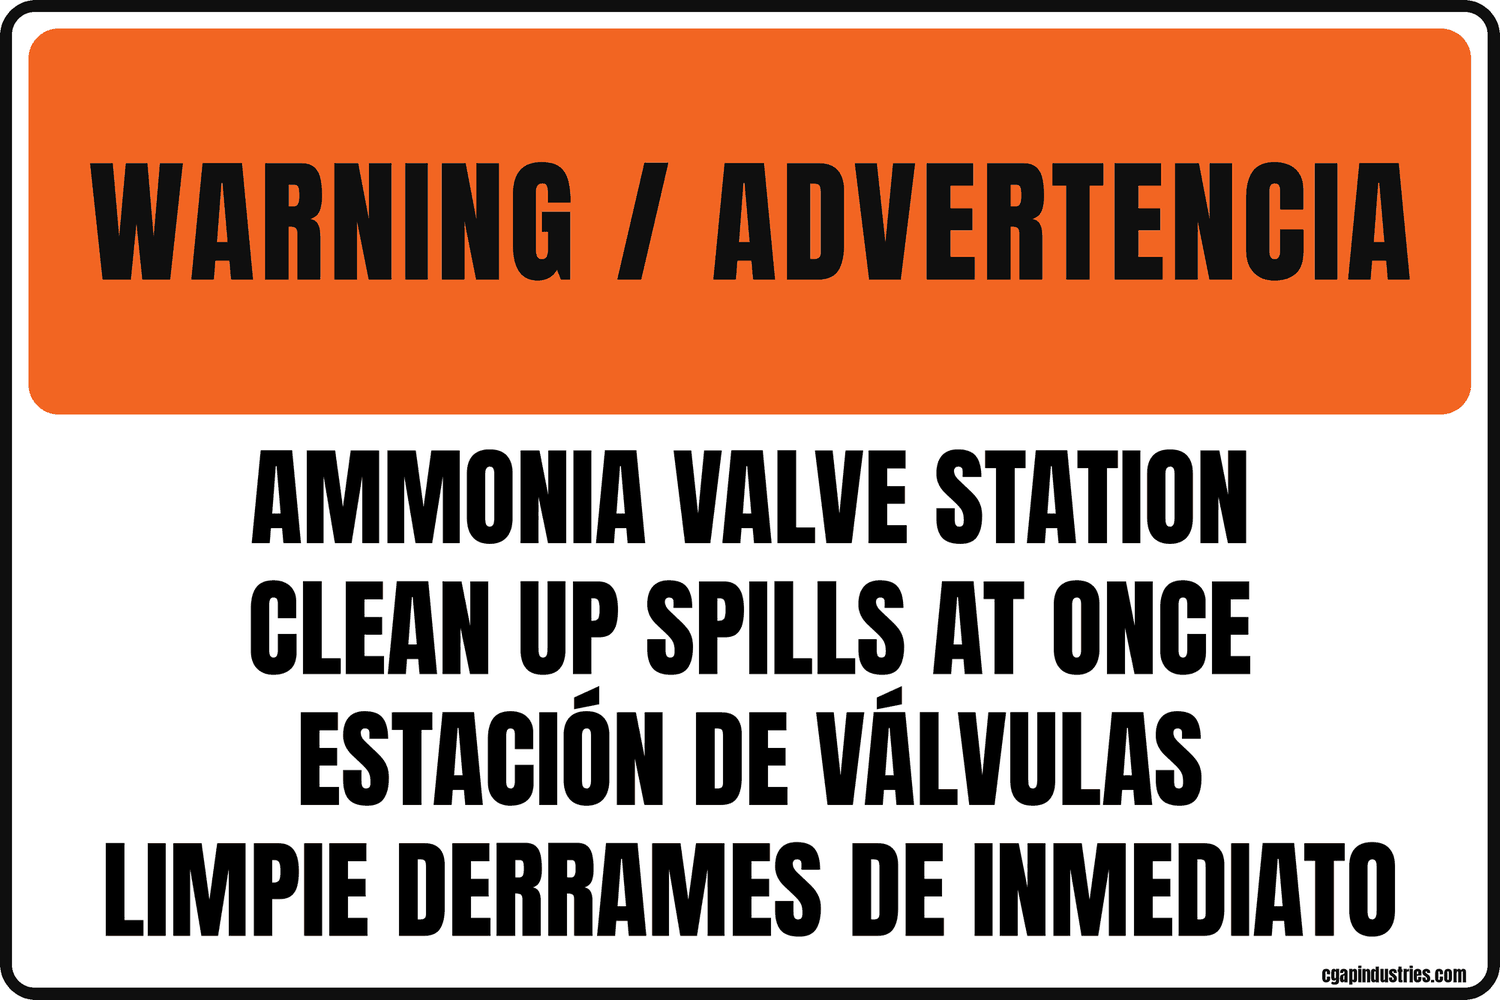 WARNING / ADVERTENCIA
AMMONIA VALVE STATION
CLEAN UP SPILLS AT ONCE
ESTACIÓN DE VÁLVULAS
LIMPIE DERRAMES DE INMEDIATO
cgapindustries.com